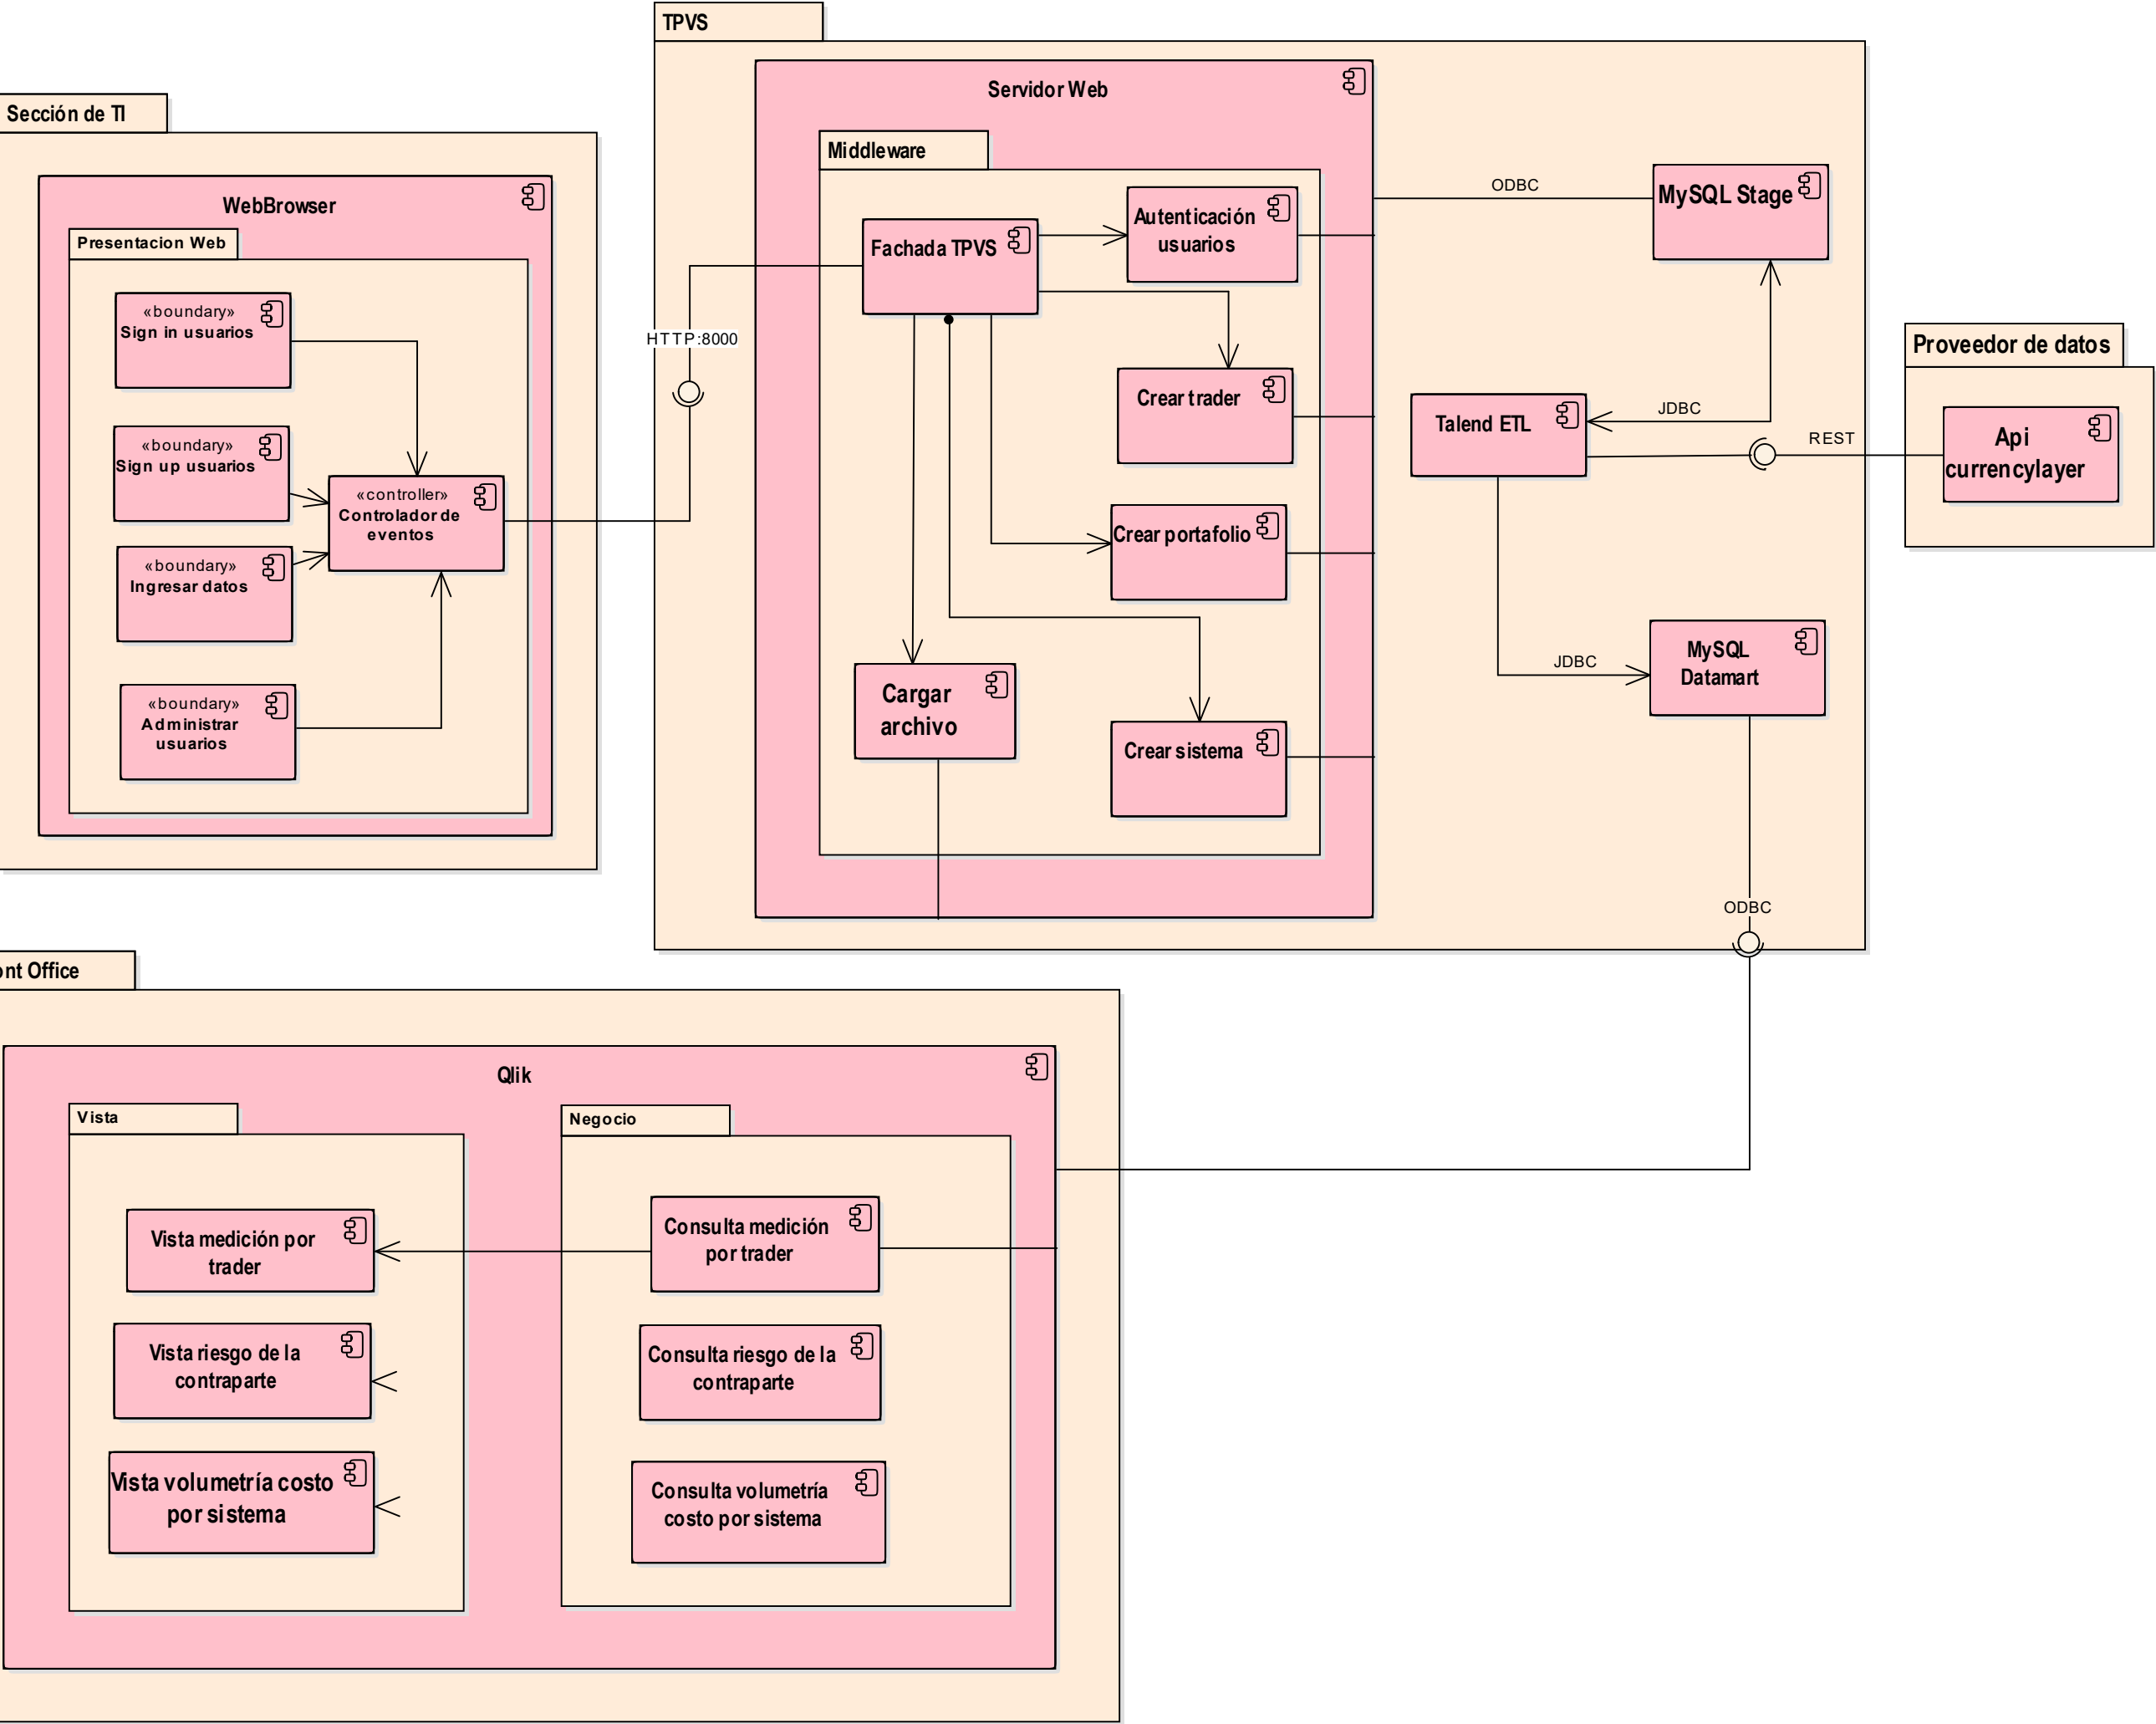 TPVS
Servidor Web
Sección de TI
Middleware
WebBrowser
Presentacion Web
ODBC
MySQL Stage
Autenticación
usuarios
Fachada TPVS
«boundary»
Sign in usuarios
HTTP:8000
Proveedor de datos
Crear trader
JDBC
Talend ETL
REST
Api
currencylayer
«boundary»
Sign up usuarios
«controller»
Controlador de
eventos
Crear portafolio
«boundary»
Ingresar datos
MySQL
Datamart
JDBC
Cargar
archivo
«boundary»
Administrar
usuarios
Crear sistema
ODBC
ont Office
Qlik
Vista
Negocio
Vista medición por
trader
Consulta medición
por trader
Vista riesgo de la
contraparte
Consulta riesgo de la
contraparte
Vista volumetría costo
por sistema
Consulta volumetría
costo por sistema